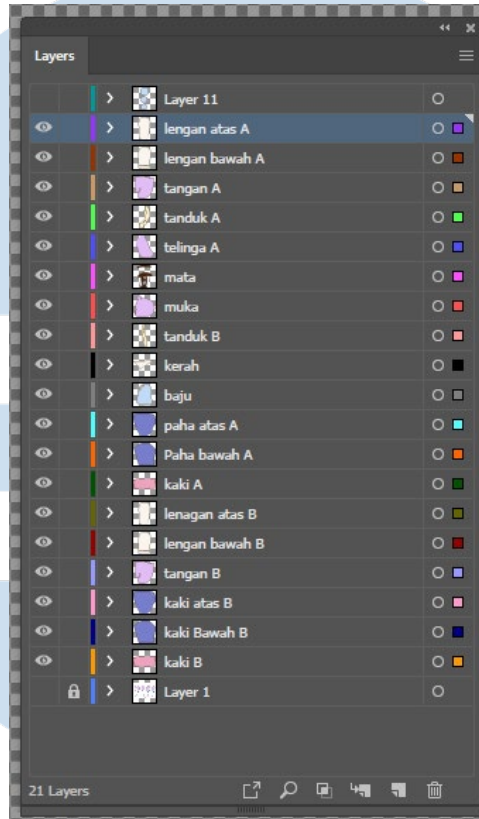 Layers
Layer 11
lengan atas A
lengan bawah A
tangan A
tanduk A
telinga A
mata
muka
tanduk B
kerah
baju
paha atas A
Paha bawah A
kaki A
lenagan atas B
lengan bawah B
tangan B
kaki atas B
kaki Bawah B
kaki B
Layer 1
21 Layers